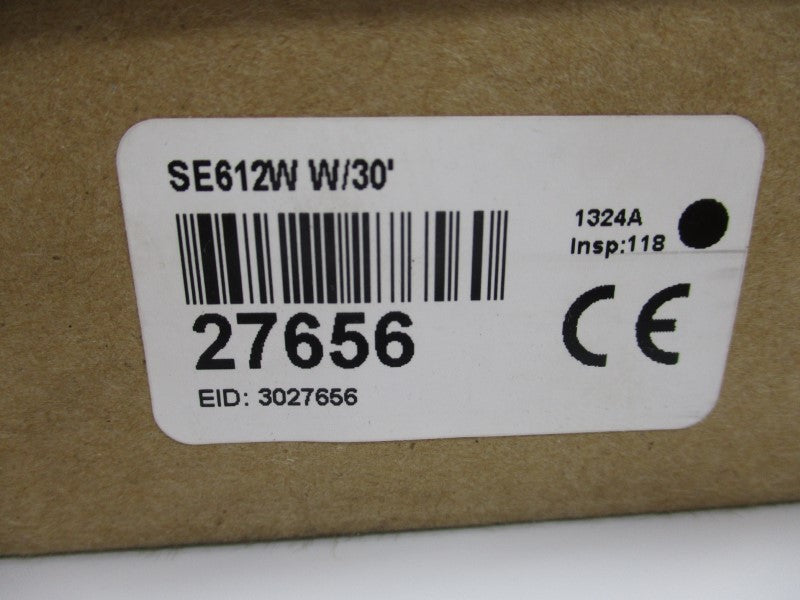 SE612W W/30'
1324A
Insp:118
27656
CE
EID: 3027656